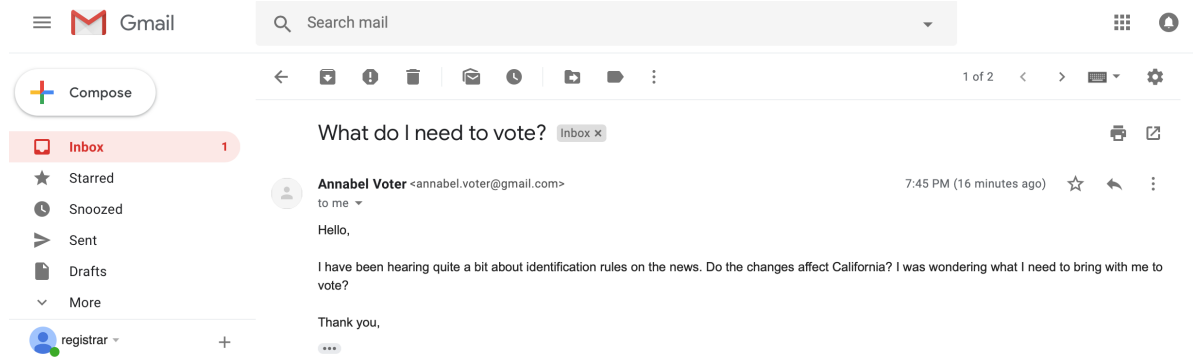 Gmail
Search mail
Compose
1 of 2
What do I need to vote?
Inbox ×
Inbox 1
Starred
Snoozed
Sent
Drafts
More
registrar
Annabel Voter <annabel.voter@gmail.com>
7:45 PM (16 minutes ago)
to me
Hello,
I have been hearing quite a bit about identification rules on the news. Do the changes affect California? I was wondering what I need to bring with me to
vote?
Thank you,